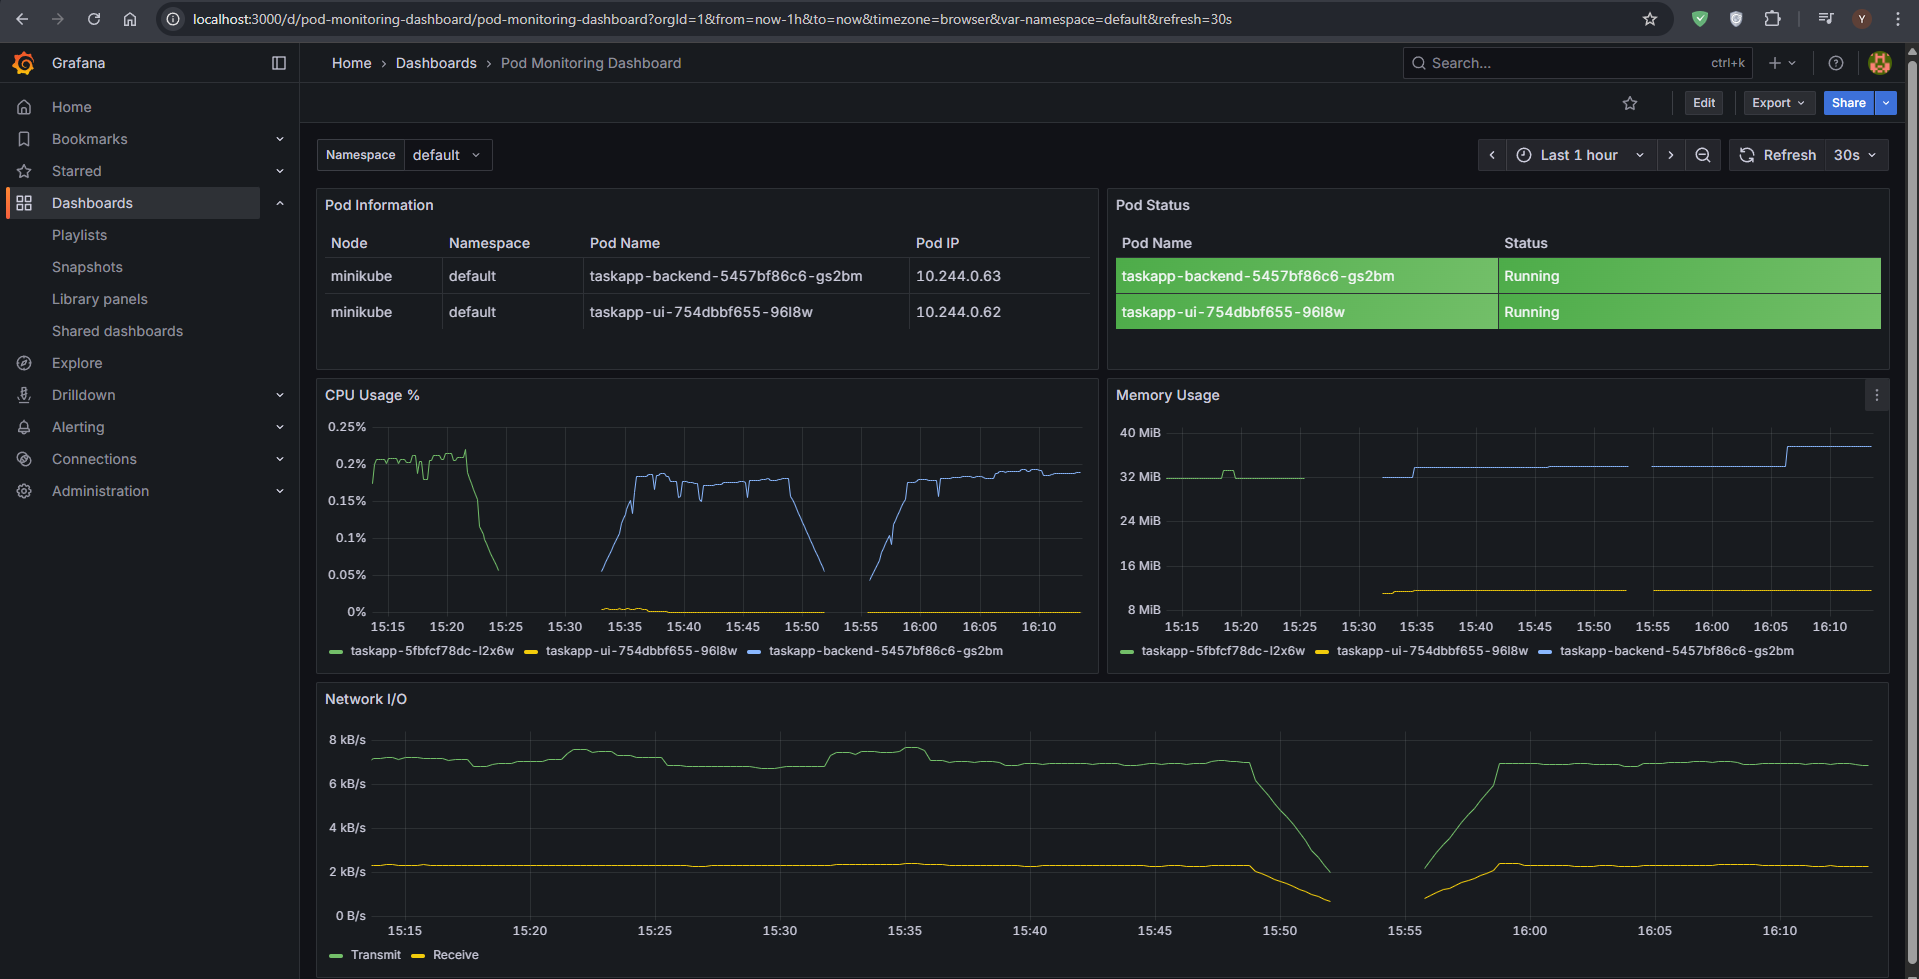 localhost:3000/d/pod-monitoring-dashboard/pod-monitoring-dashboard?orgId=1&from=now-1h&to=now&timezone=browser&var-namespace=default&refresh=30s
Y
Grafana
Home › Dashboards › Pod Monitoring Dashboard
Search...
ctrl+k
Edit
Export
Share
Home
Bookmarks
Starred
Dashboards
Playlists
Snapshots
Library panels
Shared dashboards
Explore
Drilldown
Alerting
Connections
Administration
Namespace default
Last 1 hour
Refresh 30s
Pod Information
Node Namespace Pod Name Pod IP
minikube default taskapp-backend-5457bf86c6-gs2bm 10.244.0.63
minikube default taskapp-ui-754dbbf655-96l8w 10.244.0.62
Pod Status
Pod Name Status
taskapp-backend-5457bf86c6-gs2bm Running
taskapp-ui-754dbbf655-96l8w Running
CPU Usage %
0.25%
0.2%
0.15%
0.1%
0.05%
0%
15:15 15:20 15:25 15:30 15:35 15:40 15:45 15:50 15:55 16:00 16:05 16:10
taskapp-5fbfcf78dc-l2x6w taskapp-ui-754dbbf655-96l8w taskapp-backend-5457bf86c6-gs2bm
Memory Usage
40 MiB
32 MiB
24 MiB
16 MiB
8 MiB
15:15 15:20 15:25 15:30 15:35 15:40 15:45 15:50 15:55 16:00 16:05 16:10
taskapp-5fbfcf78dc-l2x6w taskapp-ui-754dbbf655-96l8w taskapp-backend-5457bf86c6-gs2bm
Network I/O
8 kB/s
6 kB/s
4 kB/s
2 kB/s
0 B/s
15:15 15:20 15:25 15:30 15:35 15:40 15:45 15:50 15:55 16:00 16:05 16:10
Transmit Receive